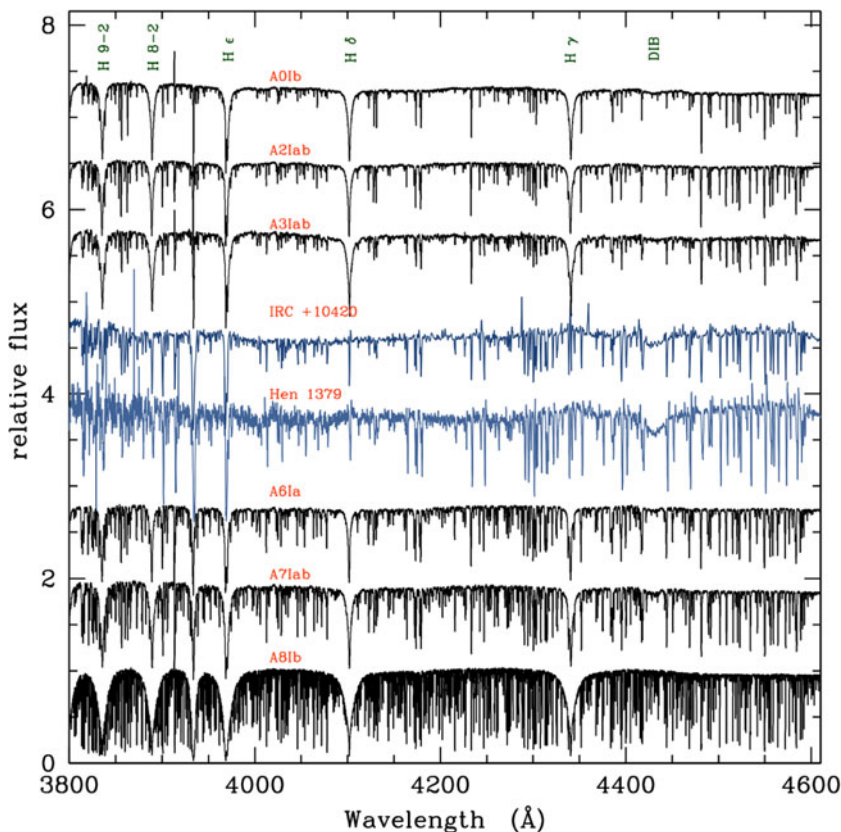 8
H 9-2
H 8-2
H ϵ
H δ
H γ
DIB
A0Ib
A2Iab
6
A3Iab
IRC +10420
relative flux
4
Hen 1379
A6Ia
2
A7Iab
A8Ib
0
3800
4000
4200
4400
4600
Wavelength (Å)